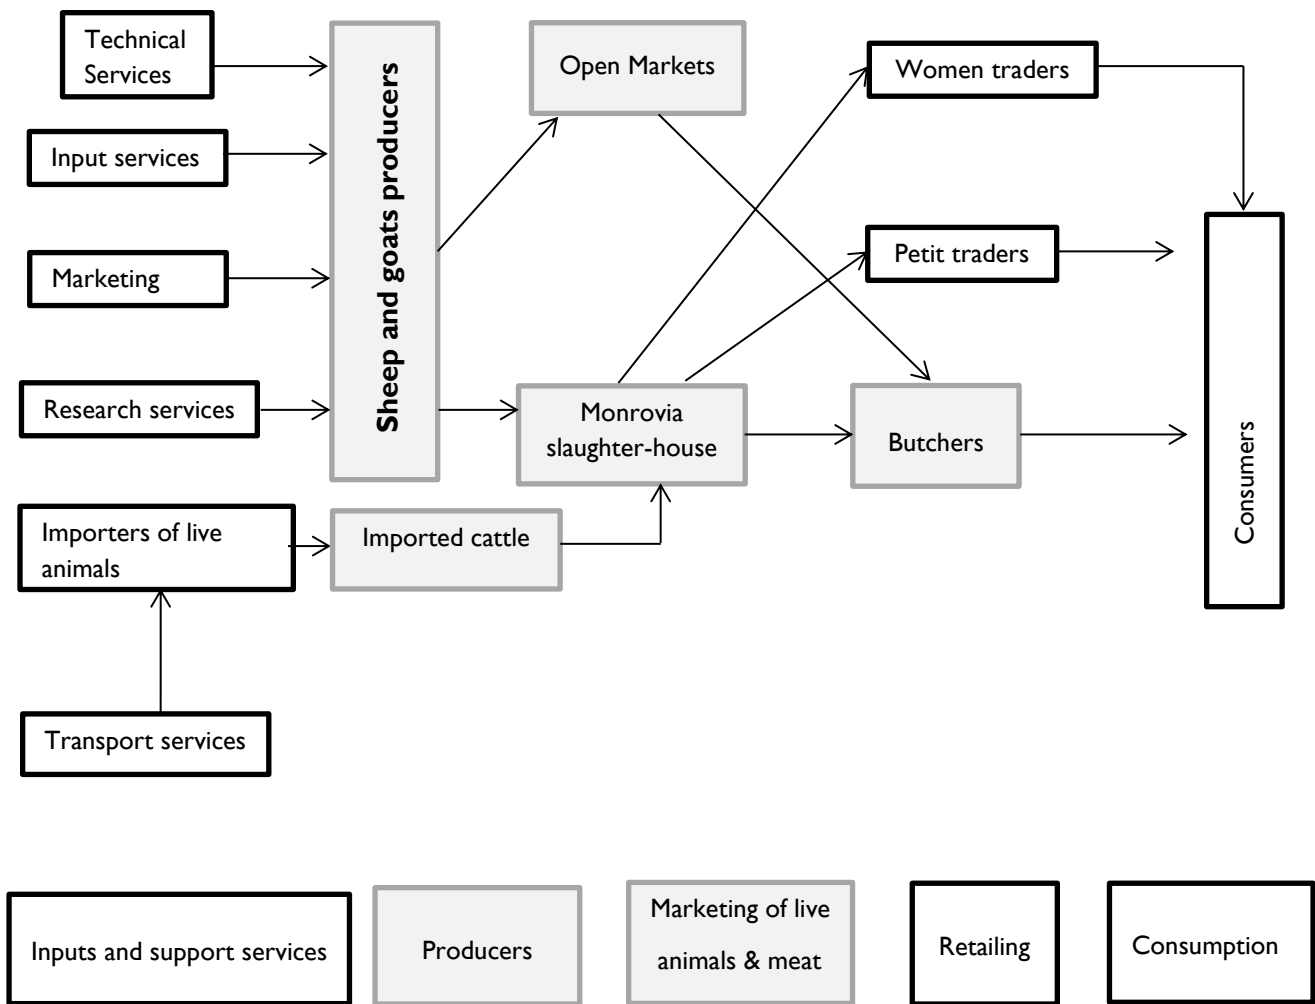 Technical
Services
Input services
Marketing
Research services
Sheep and goats producers
Importers of live
animals
Transport services
Imported cattle
Open Markets
Monrovia
slaughter-house
Women traders
Petit traders
Butchers
Consumers
Inputs and support services
Producers
Marketing of live
animals & meat
Retailing
Consumption